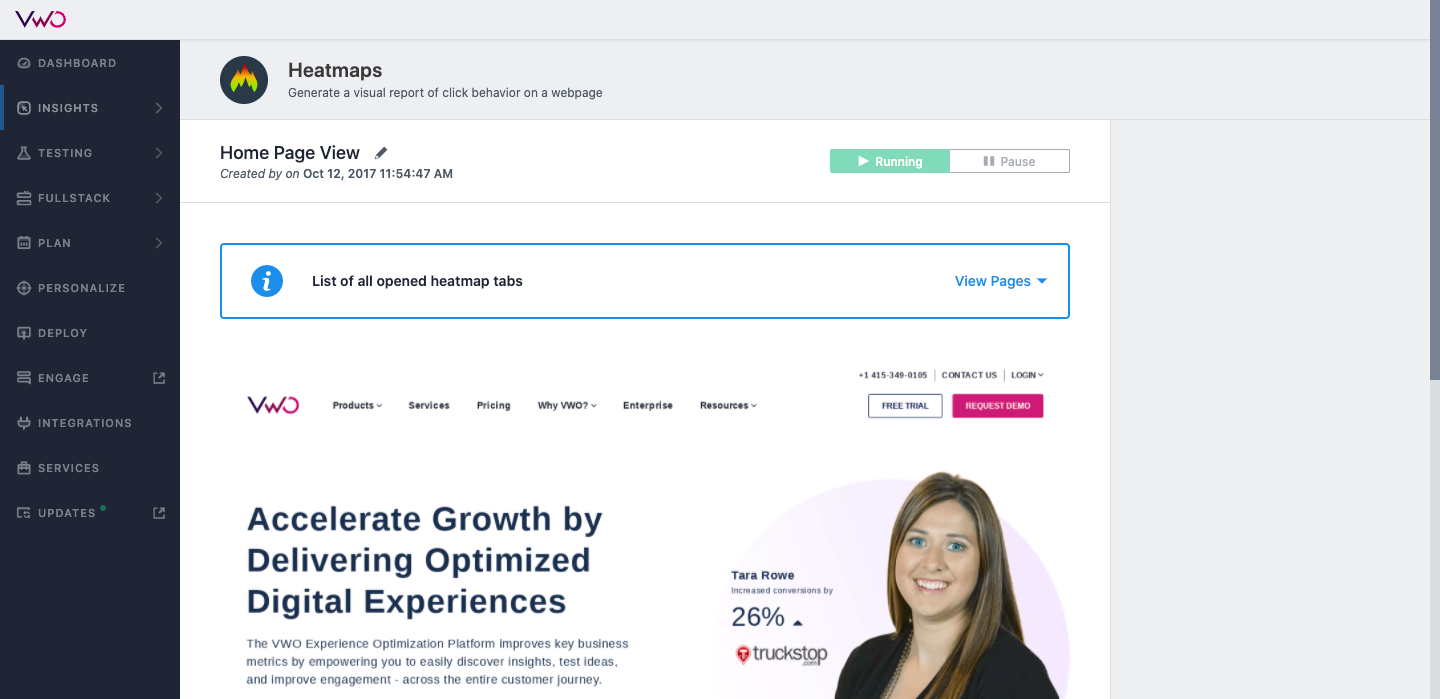 VWO
DASHBOARD
INSIGHTS
TESTING
FULLSTACK
PLAN
PERSONALIZE
DEPLOY
ENGAGE
INTEGRATIONS
SERVICES
UPDATES
Heatmaps
Generate a visual report of click behavior on a webpage
Home Page View
Created by on Oct 12, 2017 11:54:47 AM
Running
Pause
List of all opened heatmap tabs
View Pages
+1 415-349-0105 CONTACT US LOGIN
VWO Products Services Pricing Why VWO? Enterprise Resources FREE TRIAL REQUEST DEMO
Accelerate Growth by
Delivering Optimized
Digital Experiences
The VWO Experience Optimization Platform improves key business
metrics by empowering you to easily discover insights, test ideas,
and improve engagement - across the entire customer journey.
Tara Rowe
Increased conversions by
26%
truckstop
.com